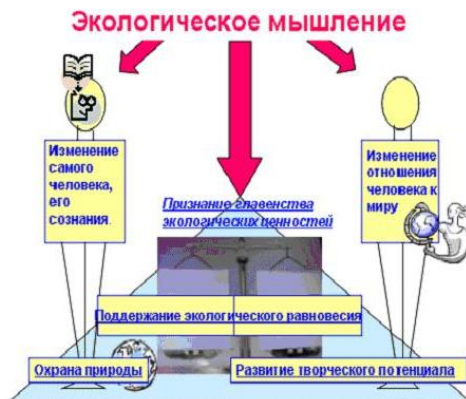 Экологическое мышление
Изменение
самого
человека,
его
сознания.
Изменение
отношения
человека к
миру
Признание главенства
экологических ценностей
Поддержание экологического равновесия
Охрана природы
Развитие творческого потенциала